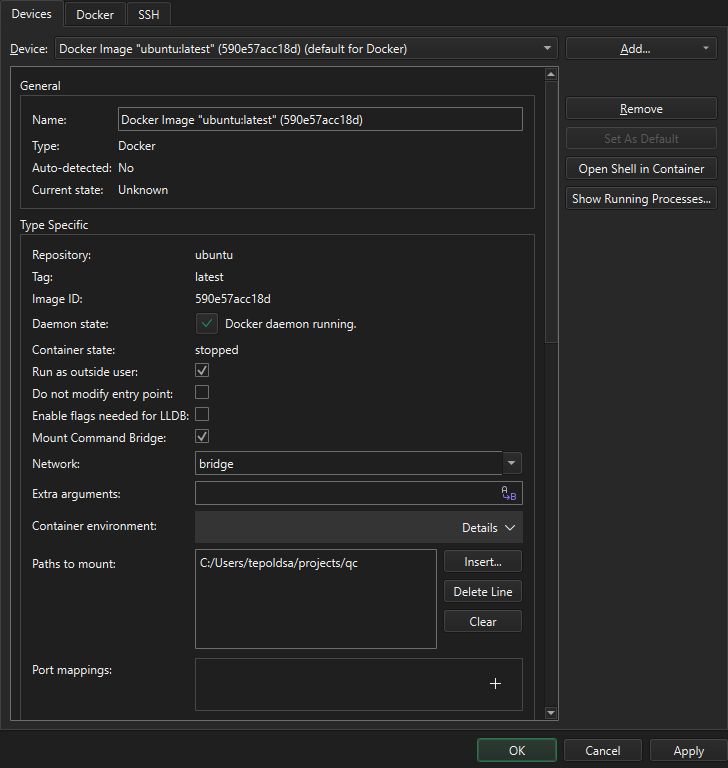 Devices
Docker
SSH
Device: Docker Image "ubuntu:latest" (590e57acc18d) (default for Docker)
Add...
General
Name: Docker Image "ubuntu:latest" (590e57acc18d)
Type: Docker
Auto-detected: No
Current state: Unknown
Remove
Set As Default
Open Shell in Container
Show Running Processes...
Type Specific
Repository: ubuntu
Tag: latest
Image ID: 590e57acc18d
Daemon state: Docker daemon running.
Container state: stopped
Run as outside user:
Do not modify entry point:
Enable flags needed for LLDB:
Mount Command Bridge:
Network: bridge
Extra arguments:
Container environment: Details
Paths to mount: C:/Users/tepoldsa/projects/qc
Insert...
Delete Line
Clear
Port mappings:
OK
Cancel
Apply